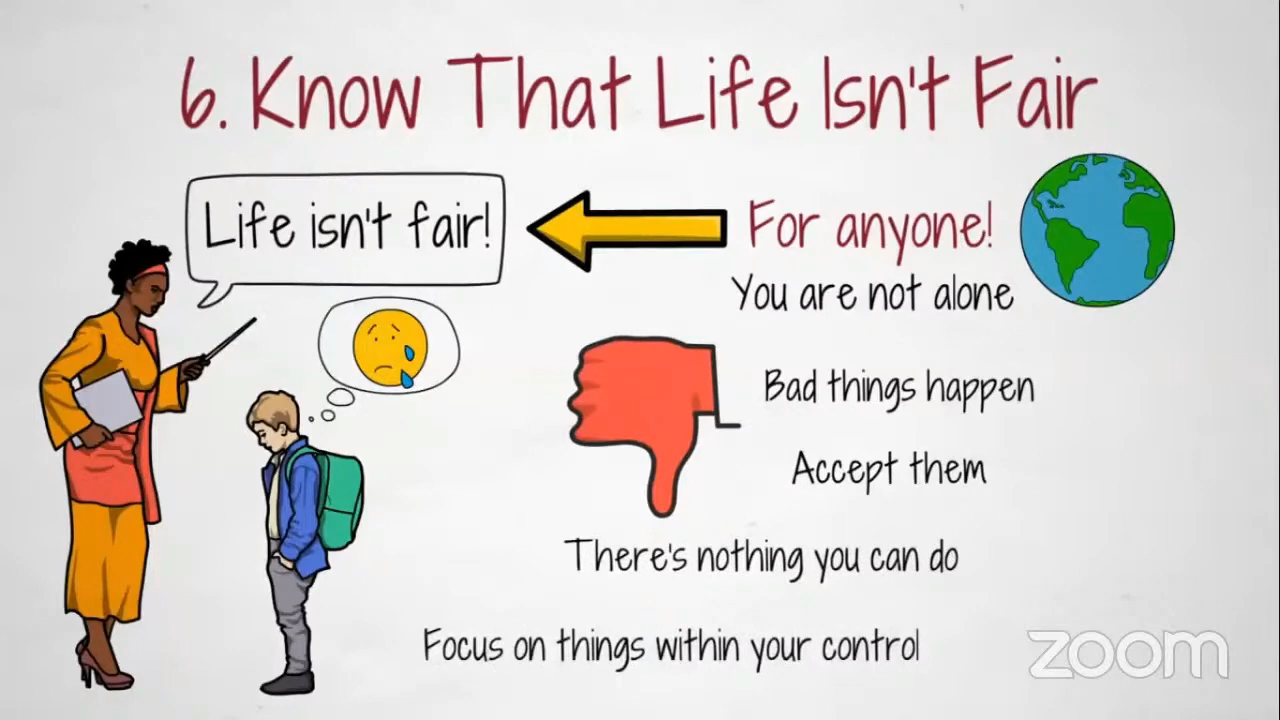 6. Know That Life Isn't Fair
Life isn't fair!
For anyone!
You are not alone
Bad things happen
Accept them
There's nothing you can do
Focus on things within your control
zoom